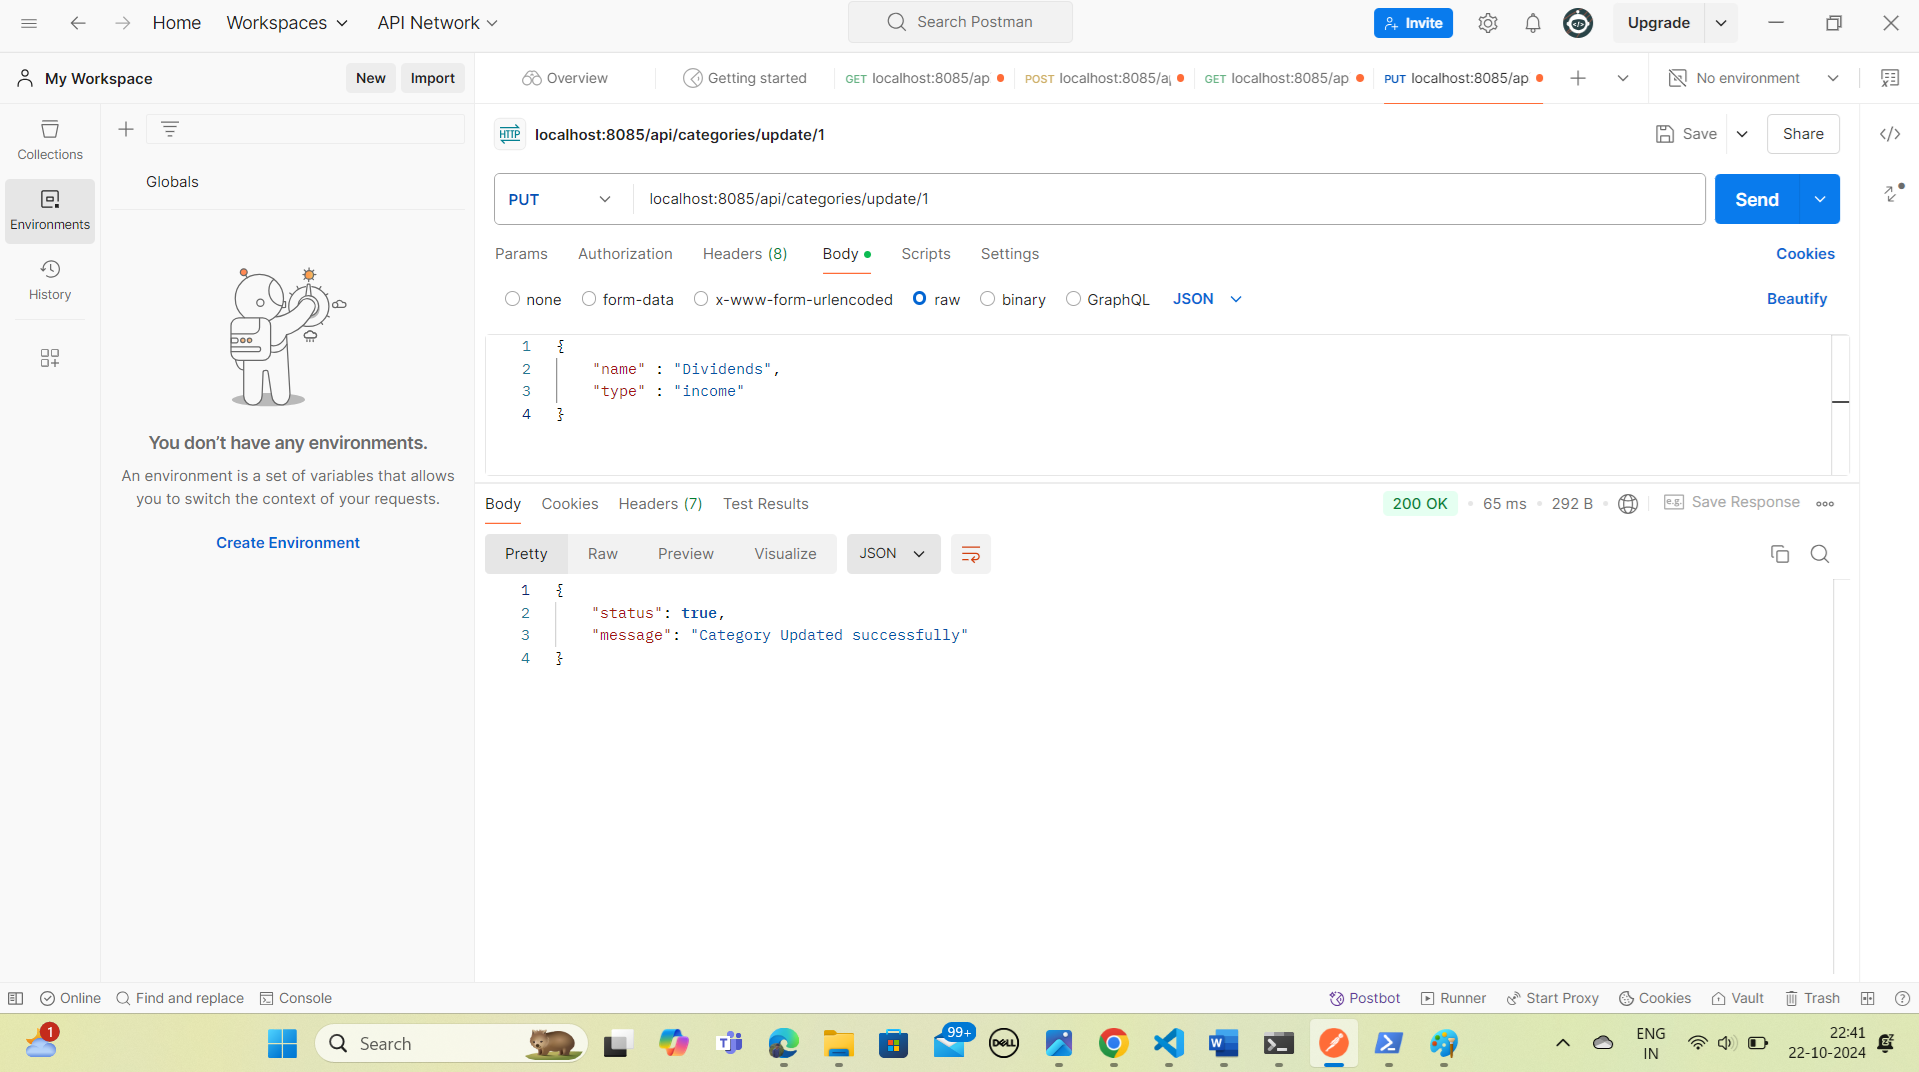 Home Workspaces API Network Search Postman Invite Upgrade
My Workspace New Import Overview Getting started GET localhost:8085/ap POST localhost:8085/a GET localhost:8085/ap PUT localhost:8085/ap No environment
Collections
Environments
History
Globals
You don’t have any environments.
An environment is a set of variables that allows
you to switch the context of your requests.
Create Environment
HTTP localhost:8085/api/categories/update/1 Save Share
PUT localhost:8085/api/categories/update/1 Send
Params Authorization Headers (8) Body Scripts Settings Cookies
none form-data x-www-form-urlencoded raw binary GraphQL JSON Beautify
1 {
2 "name" : "Dividends",
3 "type" : "income"
4 }
Body Cookies Headers (7) Test Results 200 OK 65 ms 292 B e.g. Save Response
Pretty Raw Preview Visualize JSON
1 {
2 "status": true,
3 "message": "Category Updated successfully"
4 }
Online Find and replace Console Postbot Runner Start Proxy Cookies Vault Trash
1 Search 99+ DELL W ENG
IN
22:41
22-10-2024